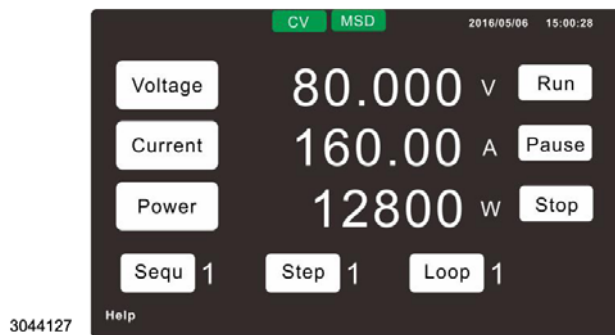 CV MSD 2016/05/06 15:00:28
Voltage 80.000 V Run
Current 160.00 A Pause
Power 12800 W Stop
Sequ 1 Step 1 Loop 1
Help
3044127